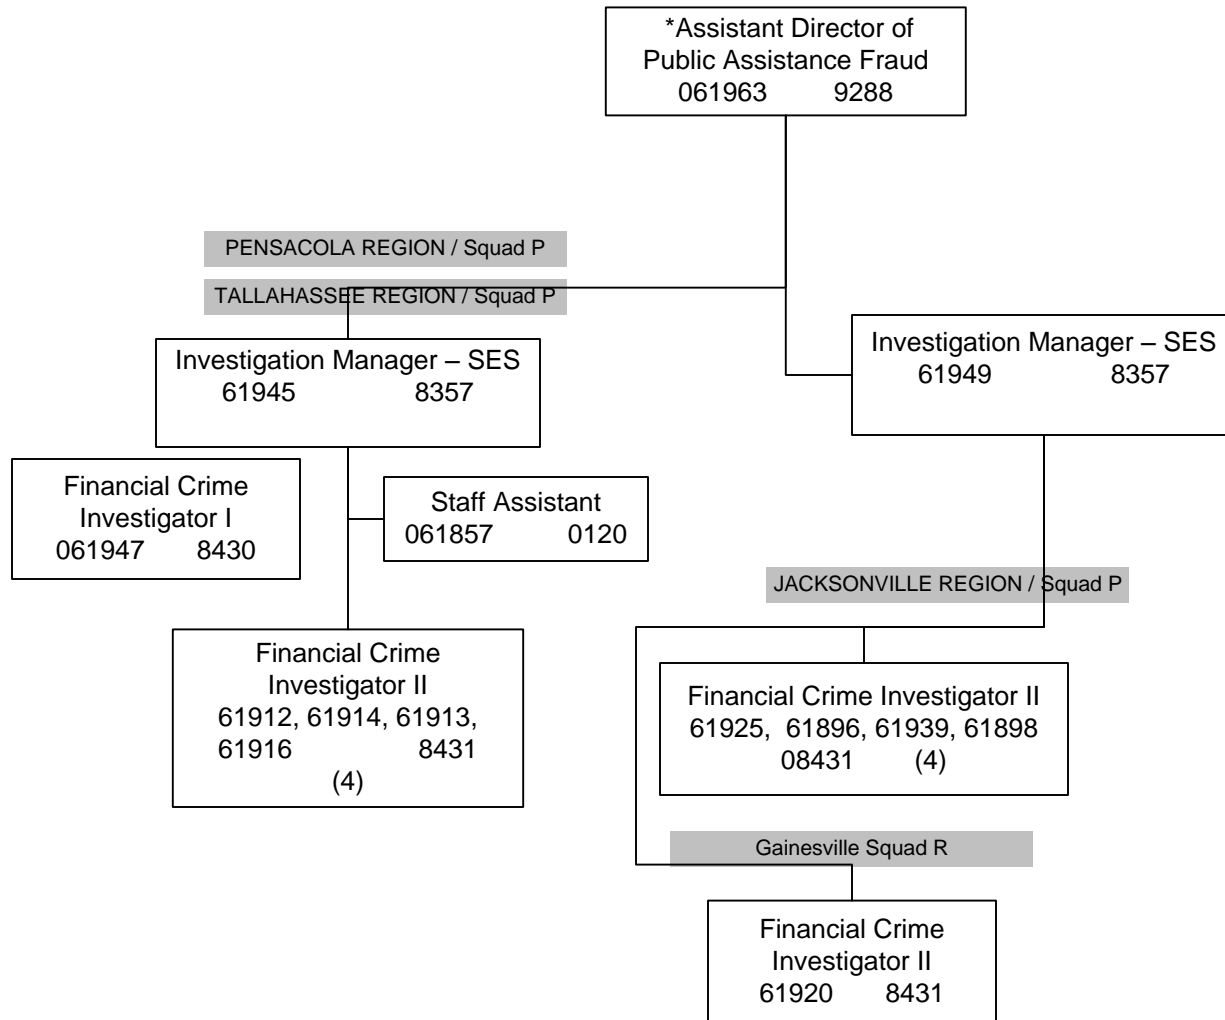 *Assistant Director of
Public Assistance Fraud
061963 9288
PENSACOLA REGION / Squad P
TALLAHASSEE REGION / Squad P
Investigation Manager – SES
61945 8357
Investigation Manager – SES
61949 8357
Financial Crime
Investigator I
061947 8430
Staff Assistant
061857 0120
JACKSONVILLE REGION / Squad P
Financial Crime
Investigator II
61912, 61914, 61913,
61916 8431
(4)
Financial Crime Investigator II
61925, 61896, 61939, 61898
08431 (4)
Gainesville Squad R
Financial Crime
Investigator II
61920 8431